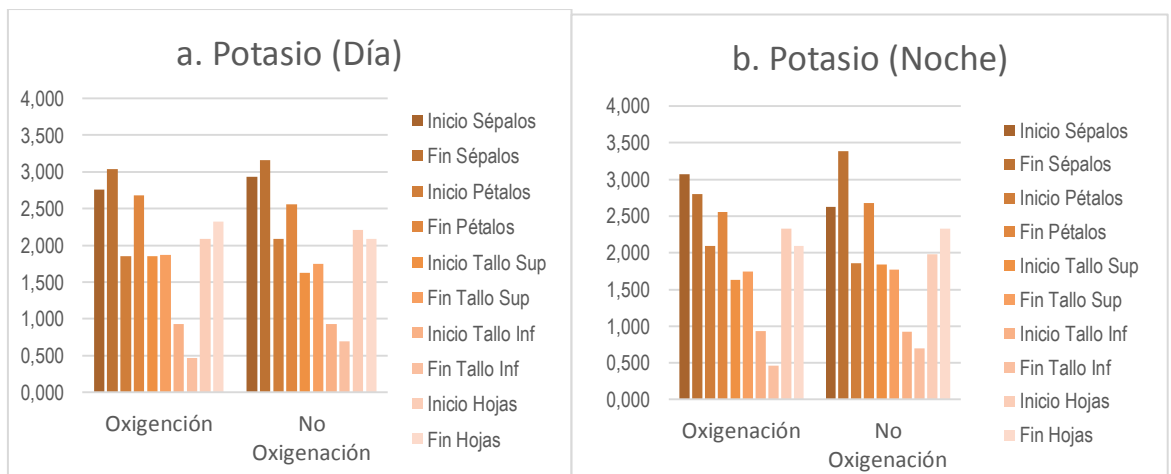 a. Potasio (Día)
4,000
3,500
3,000
2,500
2,000
1,500
1,000
0,500
0,000
Oxigención
No
Oxigenación
Inicio Sépalos
Fin Sépalos
Inicio Pétalos
Fin Pétalos
Inicio Tallo Sup
Fin Tallo Sup
Inicio Tallo Inf
Fin Tallo Inf
Inicio Hojas
Fin Hojas
b. Potasio (Noche)
4,000
3,500
3,000
2,500
2,000
1,500
1,000
0,500
0,000
Oxigenación
No
Oxigenación
Inicio Sépalos
Fin Sépalos
Inicio Pétalos
Fin Pétalos
Inicio Tallo Sup
Fin Tallo Sup
Inicio Tallo Inf
Fin Tallo Inf
Inicio Hojas
Fin Hojas